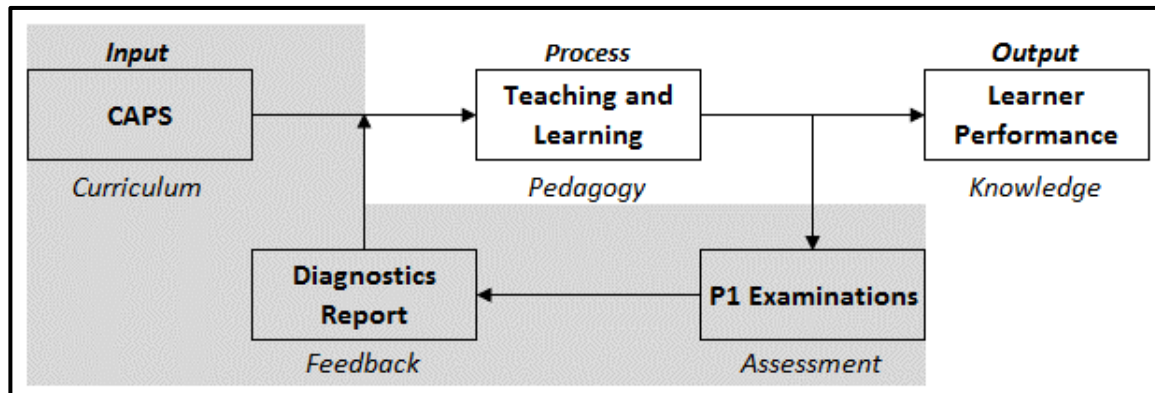 Input
Process
Output
CAPS
Teaching and
Learning
Learner
Performance
Curriculum
Pedagogy
Knowledge
Diagnostics
Report
P1 Examinations
Feedback
Assessment